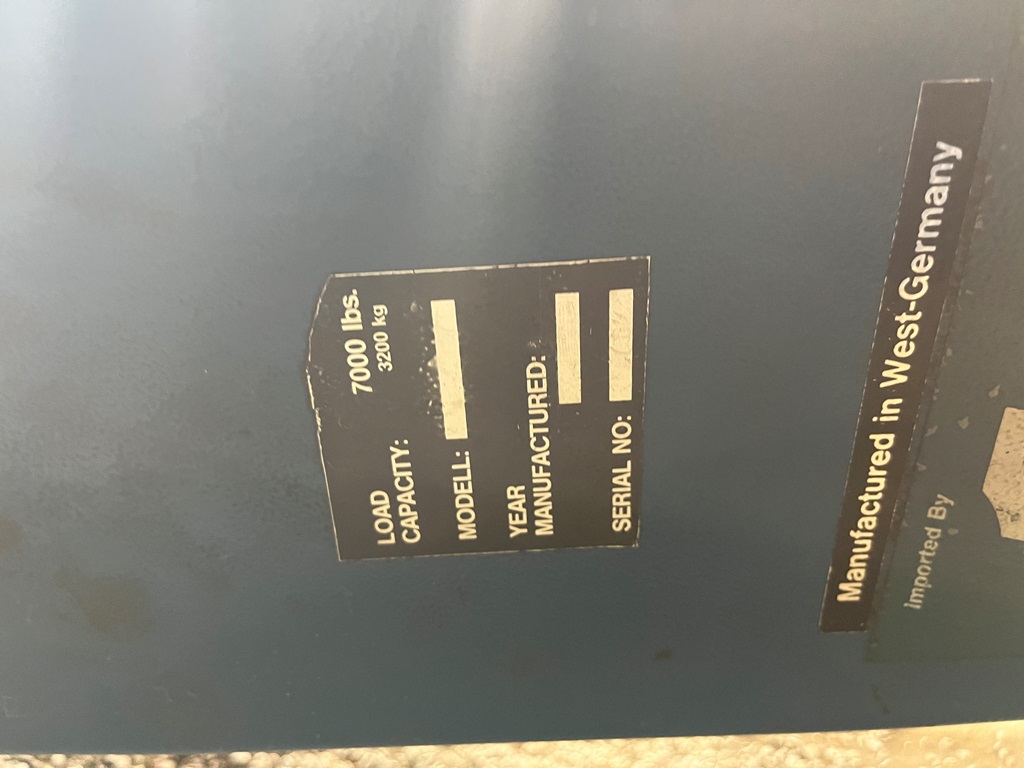 7000 lbs.
LOAD
3200 kg
CAPACITY:
MODELL:
YEAR
MANUFACTURED:
SERIAL NO:
Manufactured in West-Germany
Imported By